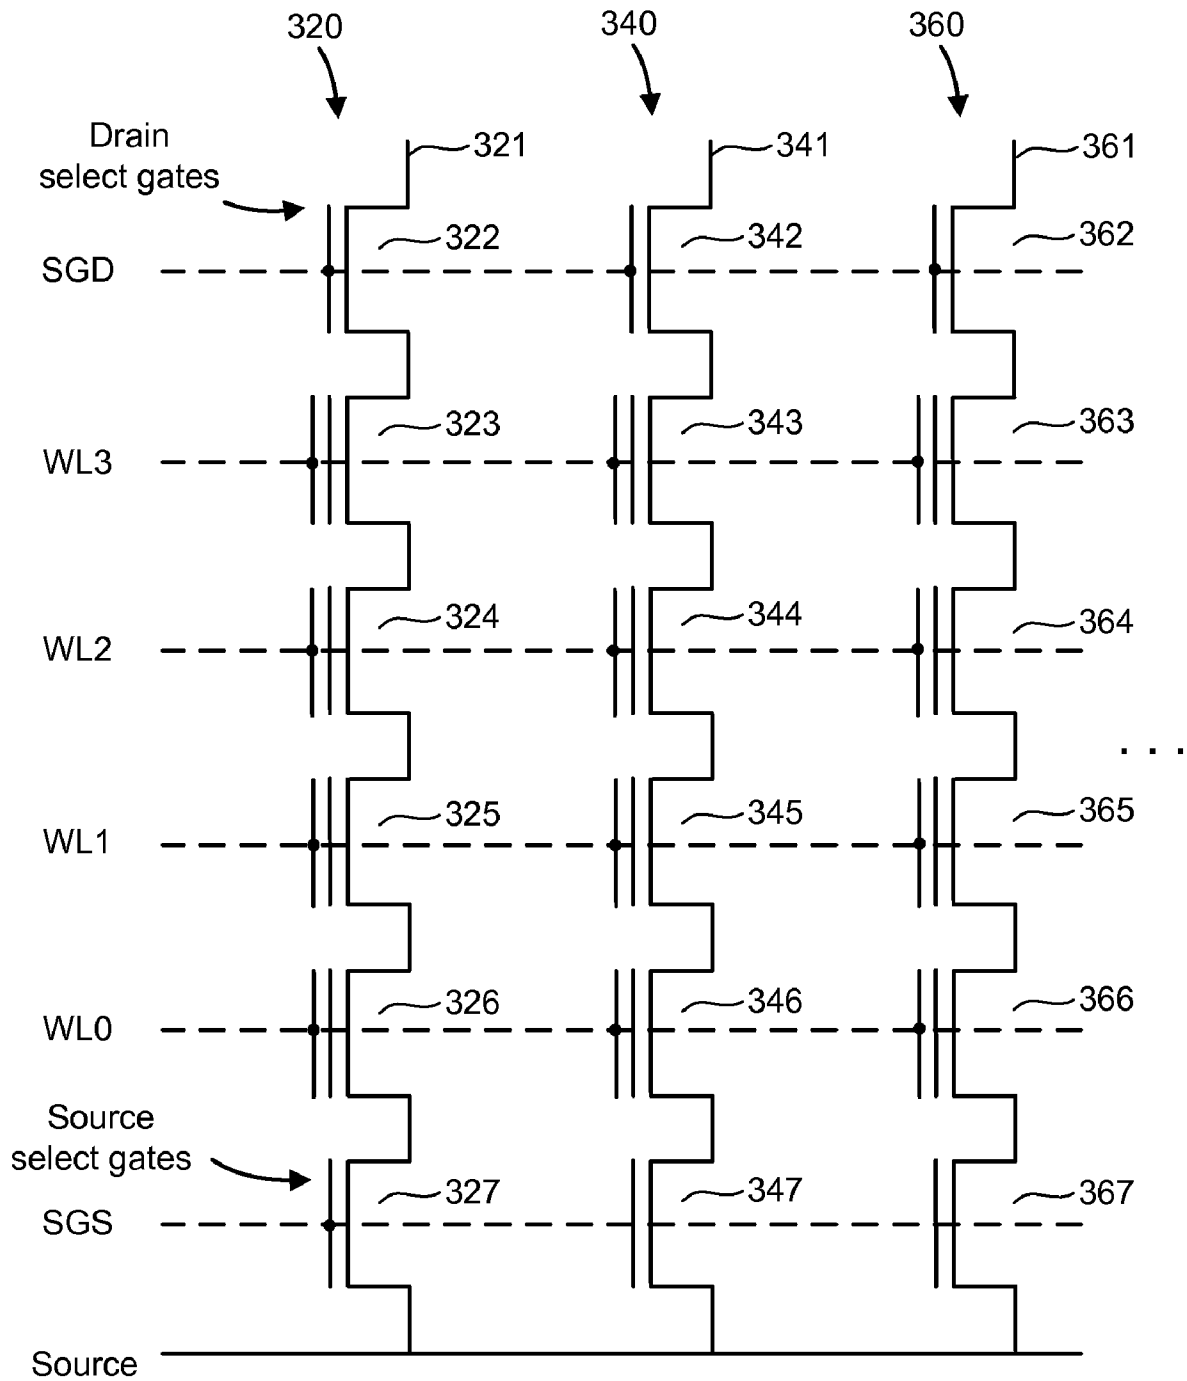 320 340 360
Drain
select gates
321 341 361
322 342 362
SGD
323 343 363
WL3
324 344 364
WL2
. . .
325 345 365
WL1
326 346 366
WL0
Source
select gates
327 347 367
SGS
Source